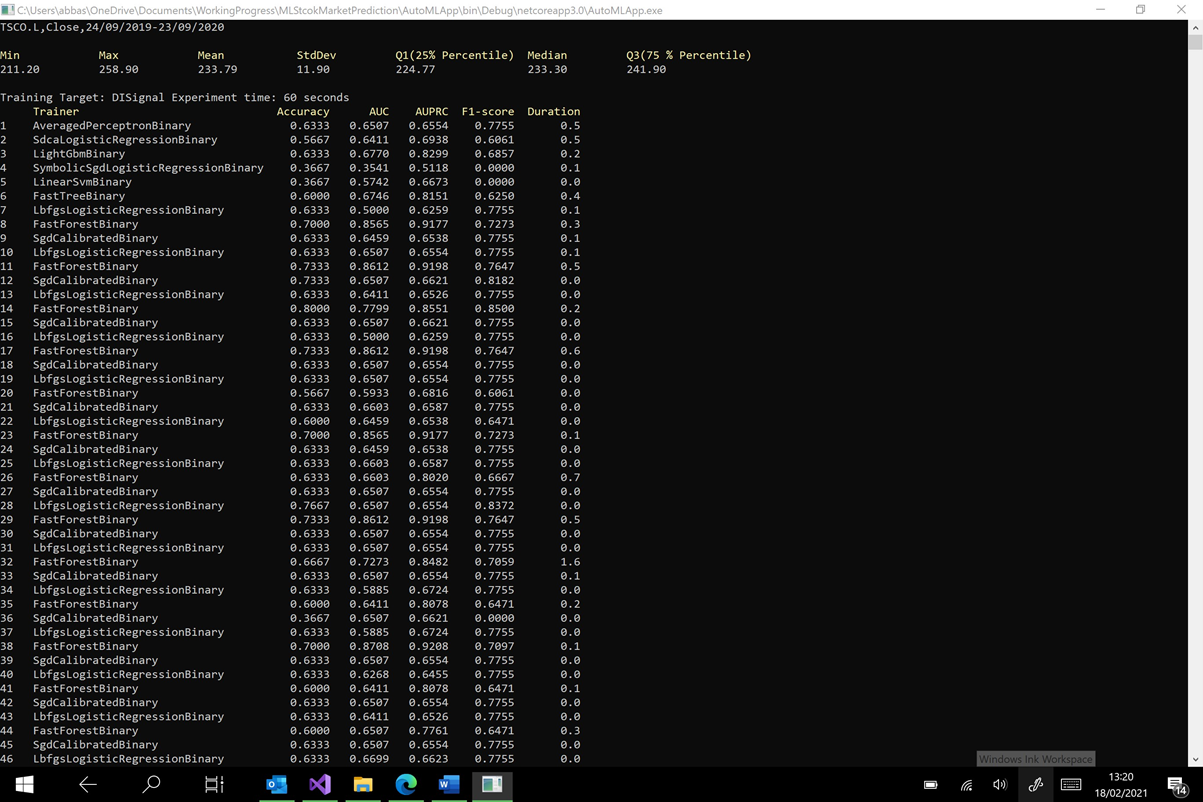 C:\Users\abbas\OneDrive\Documents\WorkingProgress\MLStcokMarketPrediction\AutoMLApp\bin\Debug\netcoreapp3.0\AutoMLApp.exe
TSCO.L,Close,24/09/2019-23/09/2020
Min Max Mean StdDev Q1(25% Percentile) Median Q3(75 % Percentile)
211.20 258.90 233.79 11.90 224.77 233.30 241.90
Training Target: DISignal Experiment time: 60 seconds
Trainer Accuracy AUC AUPRC F1-score Duration
1 AveragedPerceptronBinary 0.6333 0.6507 0.6554 0.7755 0.5
2 SdcaLogisticRegressionBinary 0.5667 0.6411 0.6938 0.6061 0.5
3 LightGbmBinary 0.6333 0.6770 0.8299 0.6857 0.2
4 SymbolicSgdLogisticRegressionBinary 0.3667 0.3541 0.5118 0.0000 0.1
5 LinearSvmBinary 0.3667 0.5742 0.6673 0.0000 0.0
6 FastTreeBinary 0.6000 0.6746 0.8151 0.6250 0.4
7 LbfgsLogisticRegressionBinary 0.6333 0.5000 0.6259 0.7755 0.1
8 FastForestBinary 0.7000 0.8565 0.9177 0.7273 0.3
9 SgdCalibratedBinary 0.6333 0.6459 0.6538 0.7755 0.1
10 LbfgsLogisticRegressionBinary 0.6333 0.6507 0.6554 0.7755 0.1
11 FastForestBinary 0.7333 0.8612 0.9198 0.7647 0.5
12 SgdCalibratedBinary 0.7333 0.6507 0.6621 0.8182 0.0
13 LbfgsLogisticRegressionBinary 0.6333 0.6411 0.6526 0.7755 0.0
14 FastForestBinary 0.8000 0.7799 0.8551 0.8500 0.2
15 SgdCalibratedBinary 0.6333 0.6507 0.6621 0.7755 0.0
16 LbfgsLogisticRegressionBinary 0.6333 0.5000 0.6259 0.7755 0.0
17 FastForestBinary 0.7333 0.8612 0.9198 0.7647 0.6
18 SgdCalibratedBinary 0.6333 0.6507 0.6554 0.7755 0.0
19 LbfgsLogisticRegressionBinary 0.6333 0.6507 0.6554 0.7755 0.0
20 FastForestBinary 0.5667 0.5933 0.6816 0.6061 0.0
21 SgdCalibratedBinary 0.6333 0.6603 0.6587 0.7755 0.0
22 LbfgsLogisticRegressionBinary 0.6000 0.6459 0.6538 0.6471 0.0
23 FastForestBinary 0.7000 0.8565 0.9177 0.7273 0.1
24 SgdCalibratedBinary 0.6333 0.6459 0.6538 0.7755 0.0
25 LbfgsLogisticRegressionBinary 0.6333 0.6603 0.6587 0.7755 0.0
26 FastForestBinary 0.6333 0.6603 0.8020 0.6667 0.7
27 SgdCalibratedBinary 0.6333 0.6507 0.6554 0.7755 0.0
28 LbfgsLogisticRegressionBinary 0.7667 0.6507 0.6554 0.8372 0.0
29 FastForestBinary 0.7333 0.8612 0.9198 0.7647 0.5
30 SgdCalibratedBinary 0.6333 0.6507 0.6554 0.7755 0.0
31 LbfgsLogisticRegressionBinary 0.6333 0.6507 0.6554 0.7755 0.0
32 FastForestBinary 0.6667 0.7273 0.8482 0.7059 1.6
33 SgdCalibratedBinary 0.6333 0.6507 0.6554 0.7755 0.1
34 LbfgsLogisticRegressionBinary 0.6333 0.5885 0.6724 0.7755 0.0
35 FastForestBinary 0.6000 0.6411 0.8078 0.6471 0.2
36 SgdCalibratedBinary 0.3667 0.6507 0.6621 0.0000 0.0
37 LbfgsLogisticRegressionBinary 0.6333 0.5885 0.6724 0.7755 0.0
38 FastForestBinary 0.7000 0.8708 0.9208 0.7097 0.1
39 SgdCalibratedBinary 0.6333 0.6507 0.6554 0.7755 0.0
40 LbfgsLogisticRegressionBinary 0.6333 0.6268 0.6455 0.7755 0.0
41 FastForestBinary 0.6000 0.6411 0.8078 0.6471 0.1
42 SgdCalibratedBinary 0.6333 0.6507 0.6554 0.7755 0.0
43 LbfgsLogisticRegressionBinary 0.6333 0.6411 0.6526 0.7755 0.0
44 FastForestBinary 0.6000 0.6507 0.7761 0.6471 0.3
45 SgdCalibratedBinary 0.6333 0.6507 0.6554 0.7755 0.0
46 LbfgsLogisticRegressionBinary 0.6333 0.6699 0.6623 0.7755 0.0
Windows Ink Workspace
13:20
18/02/2021
14